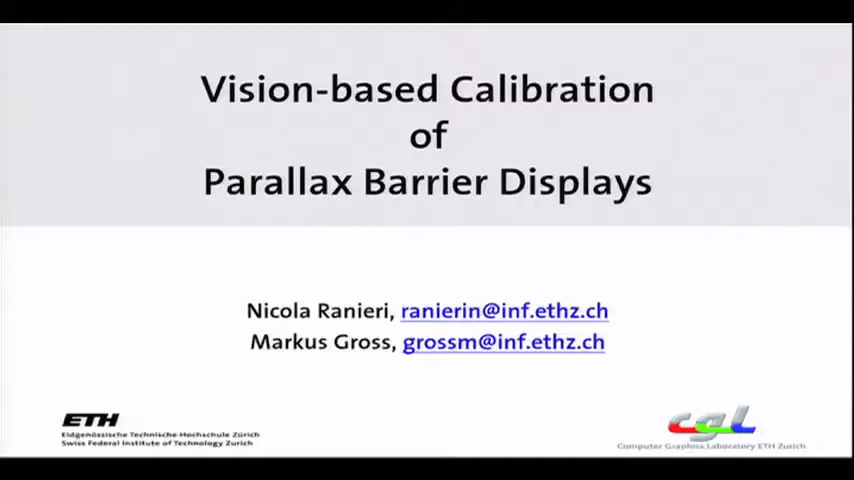 Vision-based Calibration
of
Parallax Barrier Displays
Nicola Ranieri, ranierin@inf.ethz.ch
Markus Gross, grossm@inf.ethz.ch
ETH
Eidgenössische Technische Hochschule Zürich
Swiss Federal Institute of Technology Zurich
cgl
Computer Graphics Laboratory ETH Zurich